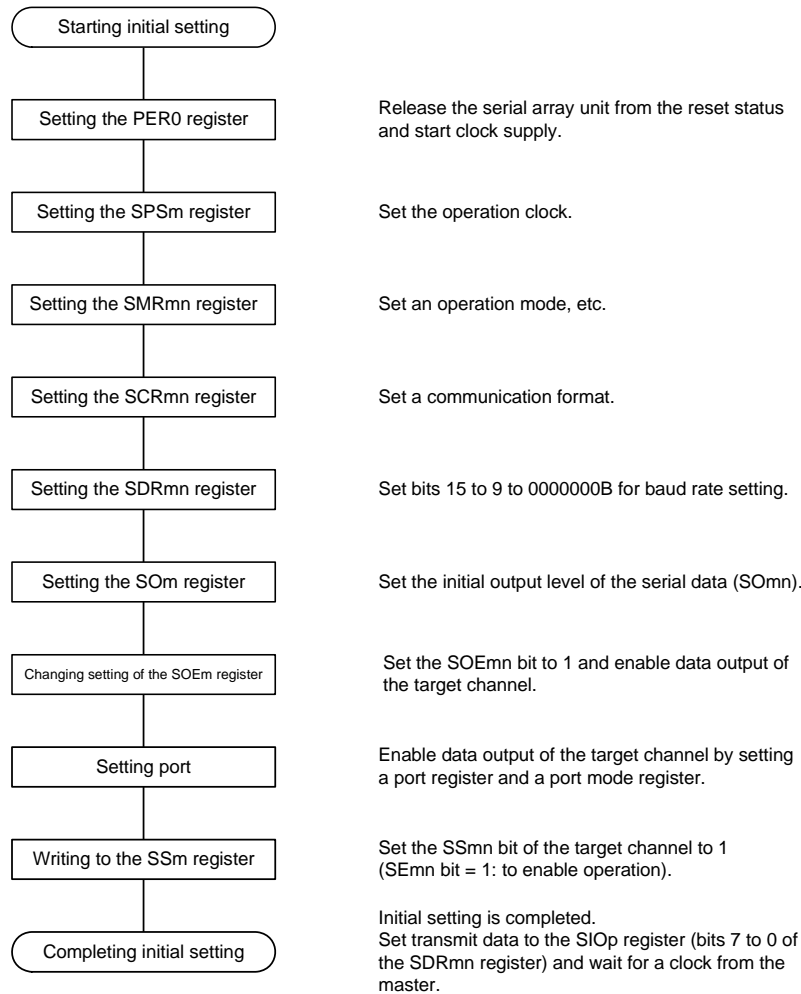 Starting initial setting
Setting the PER0 register
Release the serial array unit from the reset status
and start clock supply.
Setting the SPSm register
Set the operation clock.
Setting the SMRmn register
Set an operation mode, etc.
Setting the SCRmn register
Set a communication format.
Setting the SDRmn register
Set bits 15 to 9 to 0000000B for baud rate setting.
Setting the SOm register
Set the initial output level of the serial data (SOmn).
Changing setting of the SOEm register
Set the SOEmn bit to 1 and enable data output of
the target channel.
Setting port
Enable data output of the target channel by setting
a port register and a port mode register.
Writing to the SSm register
Set the SSmn bit of the target channel to 1
(SEmn bit = 1: to enable operation).
Completing initial setting
Initial setting is completed.
Set transmit data to the SIOp register (bits 7 to 0 of
the SDRmn register) and wait for a clock from the
master.